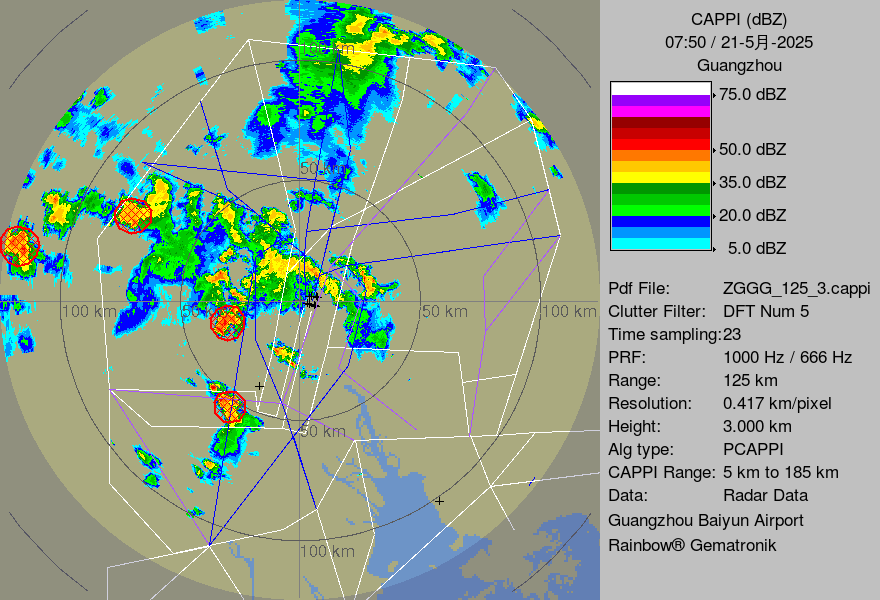 CAPPI (dBZ)
07:50 / 21-5月-2025
Guangzhou
75.0 dBZ
50.0 dBZ
35.0 dBZ
20.0 dBZ
5.0 dBZ
Pdf File: ZGGG_125_3.cappi
Clutter Filter: DFT Num 5
Time sampling:23
PRF: 1000 Hz / 666 Hz
Range: 125 km
Resolution: 0.417 km/pixel
Height: 3.000 km
Alg type: PCAPPI
CAPPI Range: 5 km to 185 km
Data: Radar Data
Guangzhou Baiyun Airport
Rainbow® Gematronik
100 km
50 km
100 km
50 km
50 km
100 km
50 km
100 km